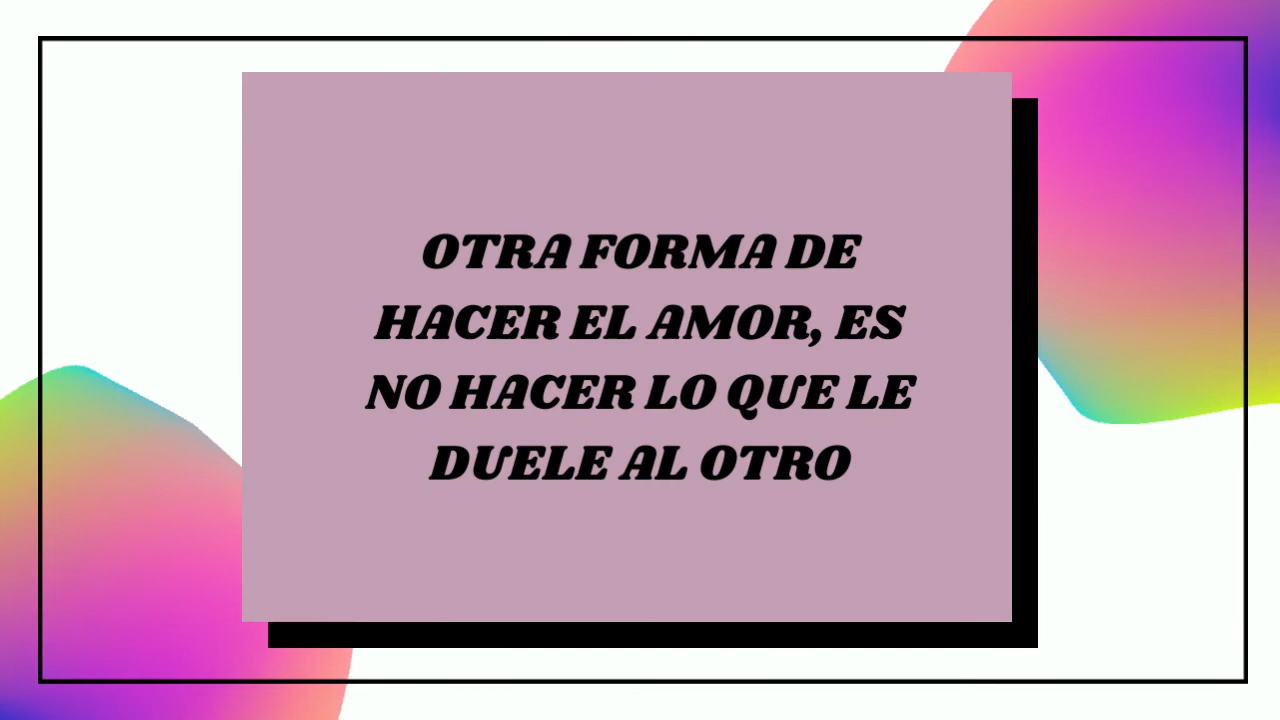 OTRA FORMA DE
HACER EL AMOR, ES
NO HACER LO QUE LE
DUELE AL OTRO